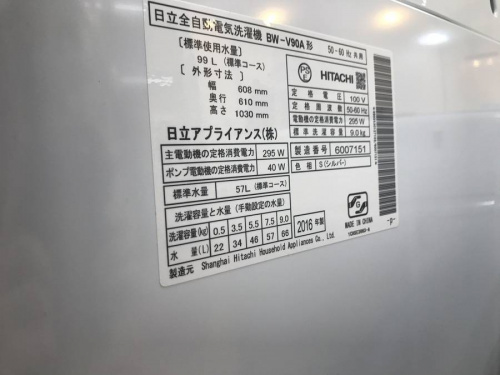 日立全自動電気洗濯機 BW-V90A 形 50-60 Hz 共用
〔標準使用水量〕
99 L (標準コース)
〔外形寸法〕
幅 608 mm
奥行 610 mm
高さ 1030 mm
日立アプライアンス(株)
主電動機の定格消費電力 295 W
ポンプ電動機の定格消費電力 40 W
標準水量 57L (標準コース)
洗濯容量と水量 (手動設定の水量)
洗濯容量(kg) 0.5 3.5 5.5 7.5 9.0
水量(L) 22 34 46 57 66
製造元 Shanghai Hitachi Household Appliances Co., Ltd.
PS E
HITACHI
定格電圧 100 V
定格周波数 50-60 Hz
電動機の定格消費電力 295 W
標準洗濯容量 9.0 kg
製造番号 6007151
色柄 S (シルバー)
2016 年製
G
MADE IN CHINA